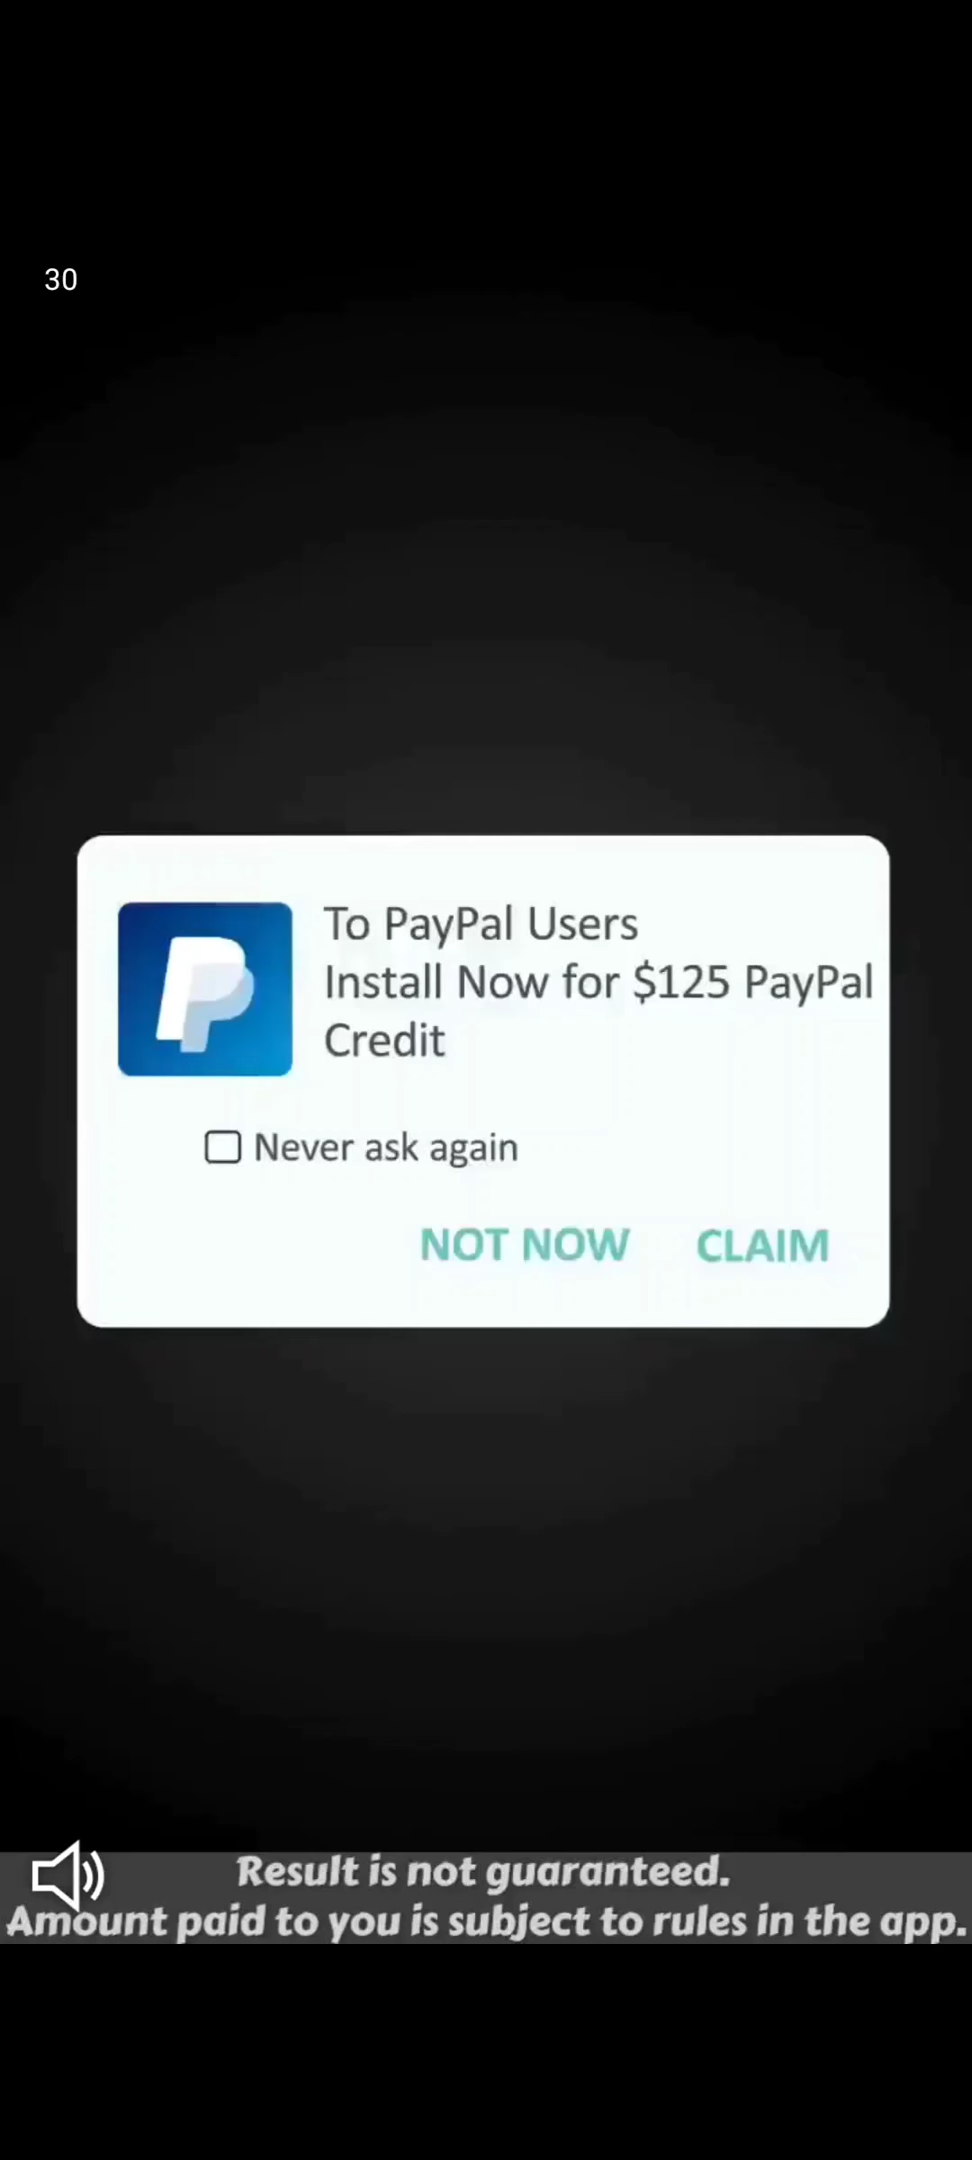 30
To PayPal Users
Install Now for $125 PayPal
Credit
Never ask again
NOT NOW CLAIM
Result is not guaranteed.
Amount paid to you is subject to rules in the app.